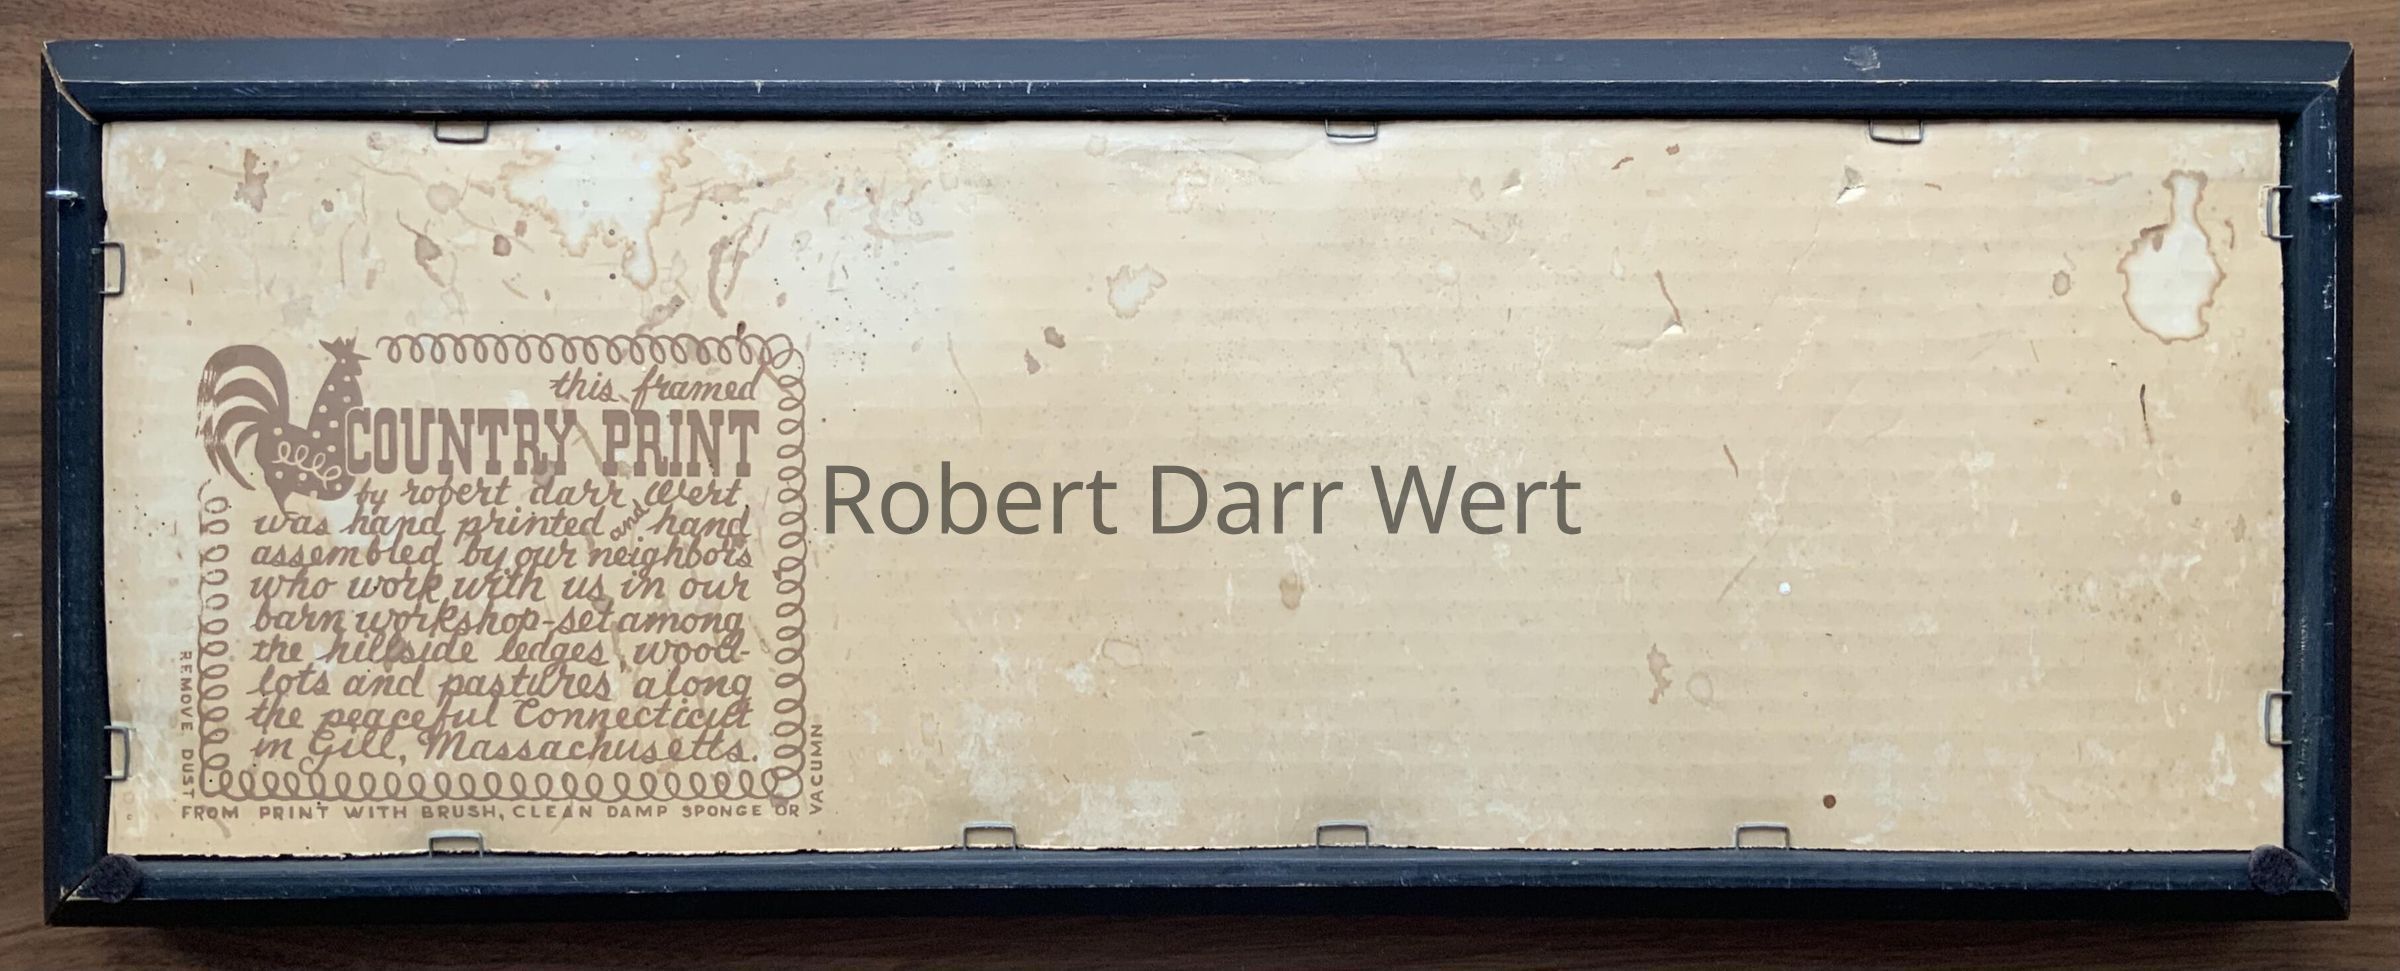 this framed
COUNTRY PRINT
by robert darr Wert
was hand printed and hand
assembled by our neighbors
who work with us in our
barn workshop-set among
the hillside ledges, wood-
lots and pastures along
the peaceful Connecticut
in Gill, Massachusetts.
REMOVE DUST
FROM PRINT WITH BRUSH, CLEAN DAMP SPONGE OR
VACUMN
Robert Darr Wert